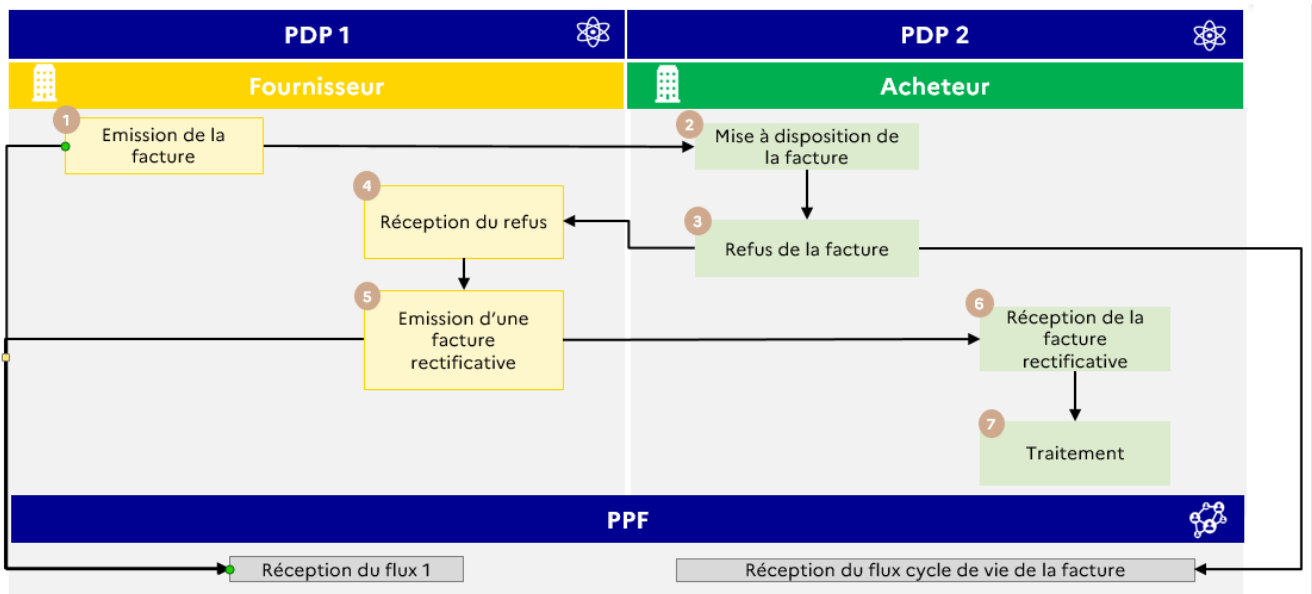 PDP 1
PDP 2
Fournisseur
Acheteur
1
Emission de la
facture
2
Mise à disposition de
la facture
4
Réception du refus
3
Refus de la facture
5
Emission d'une
facture
rectificative
6
Réception de la
facture
rectificative
7
Traitement
PPF
Réception du flux 1
Réception du flux cycle de vie de la facture